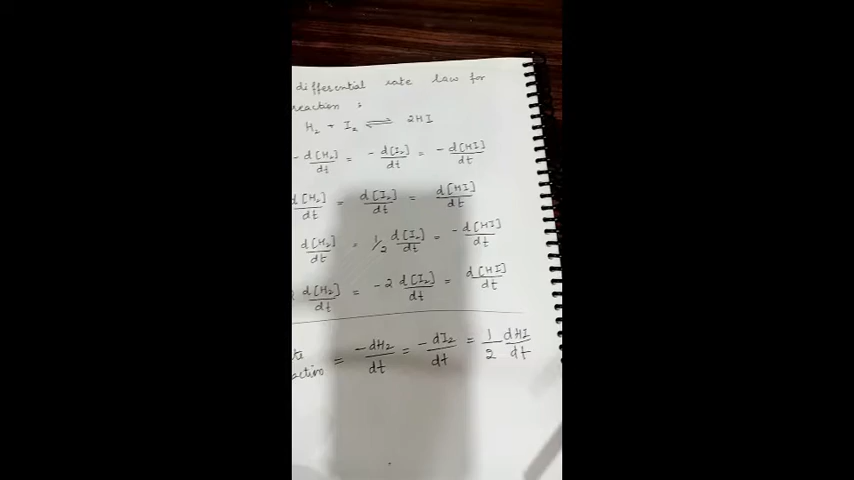 differential rate law for
reaction :
H₂ + I₂ ⇌ 2HI
- d[H₂]/dt = - d[I₂]/dt = - d[HI]/dt
d[H₂]/dt = d[I₂]/dt = d[HI]/dt
d[H₂]/dt = 1/2 d[I₂]/dt = - d[HI]/dt
d[H₂]/dt = -2 d[I₂]/dt = d[HI]/dt
= -dH₂/dt = -dI₂/dt = 1/2 dHI/dt